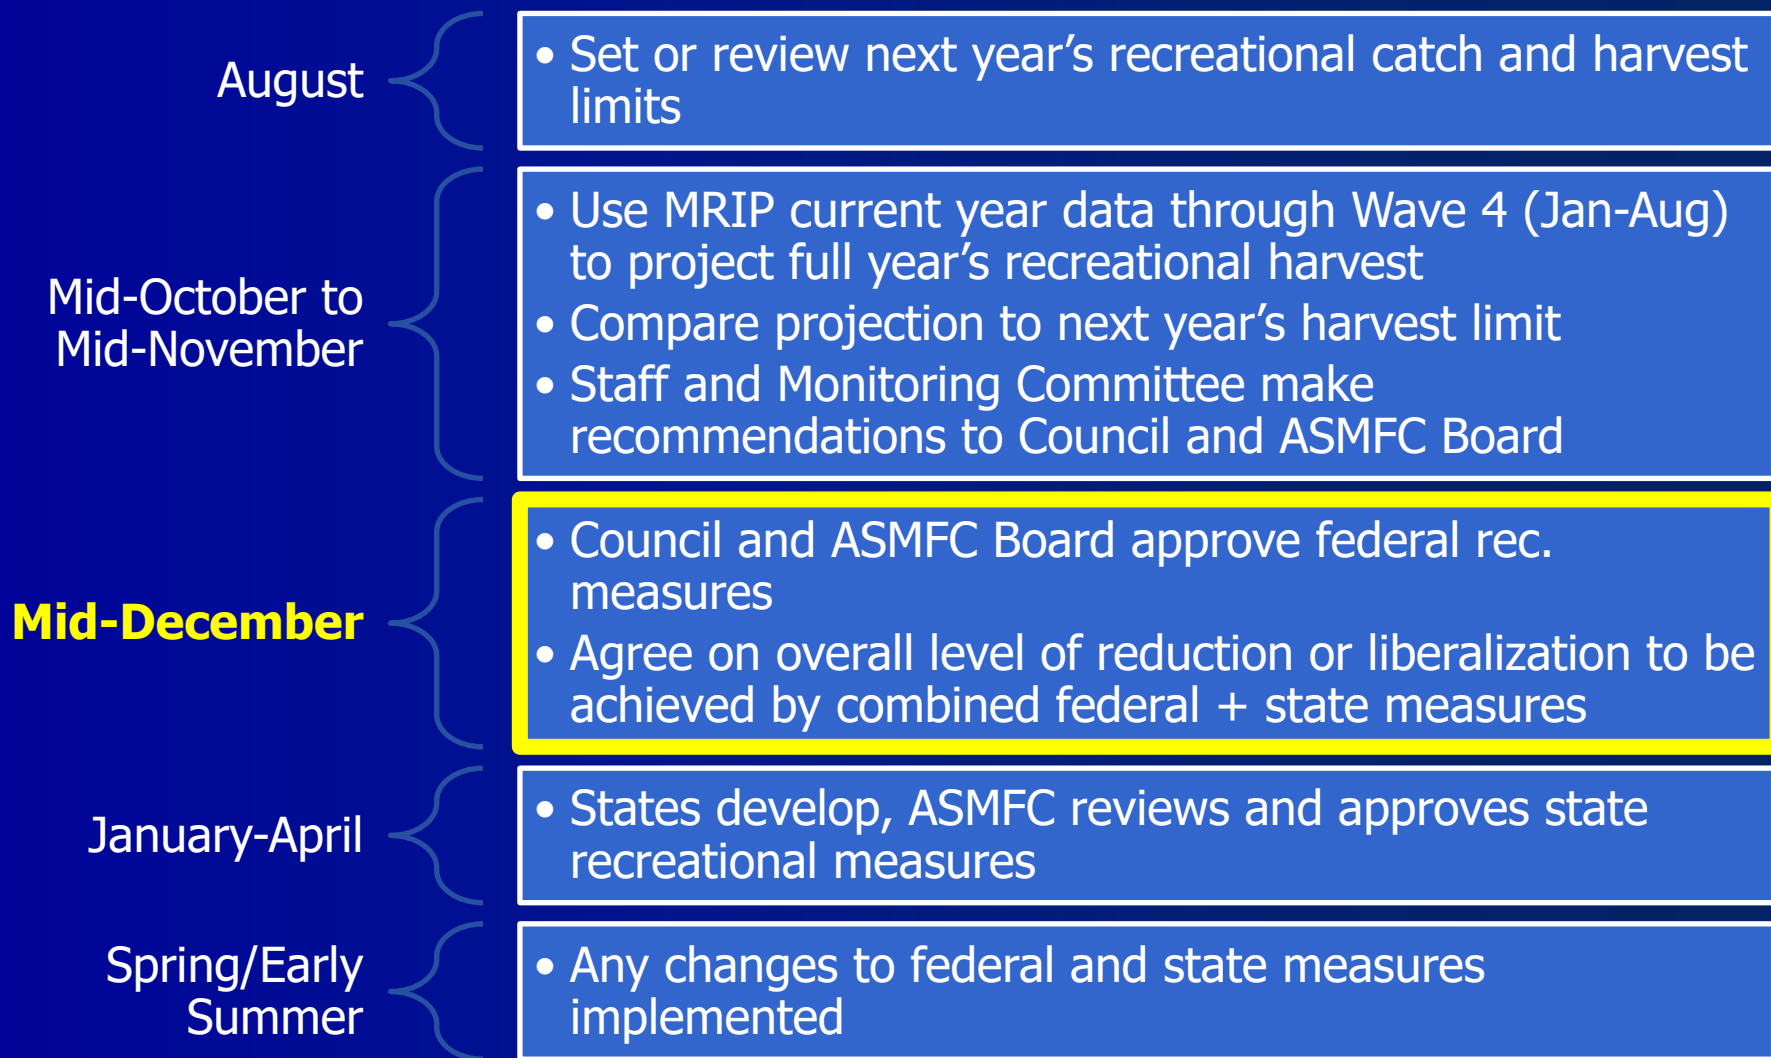 August
• Set or review next year’s recreational catch and harvest
limits
Mid-October to
Mid-November
• Use MRIP current year data through Wave 4 (Jan-Aug)
to project full year’s recreational harvest
• Compare projection to next year’s harvest limit
• Staff and Monitoring Committee make
recommendations to Council and ASMFC Board
Mid-December
• Council and ASMFC Board approve federal rec.
measures
• Agree on overall level of reduction or liberalization to be
achieved by combined federal + state measures
January-April
• States develop, ASMFC reviews and approves state
recreational measures
Spring/Early
Summer
• Any changes to federal and state measures
implemented